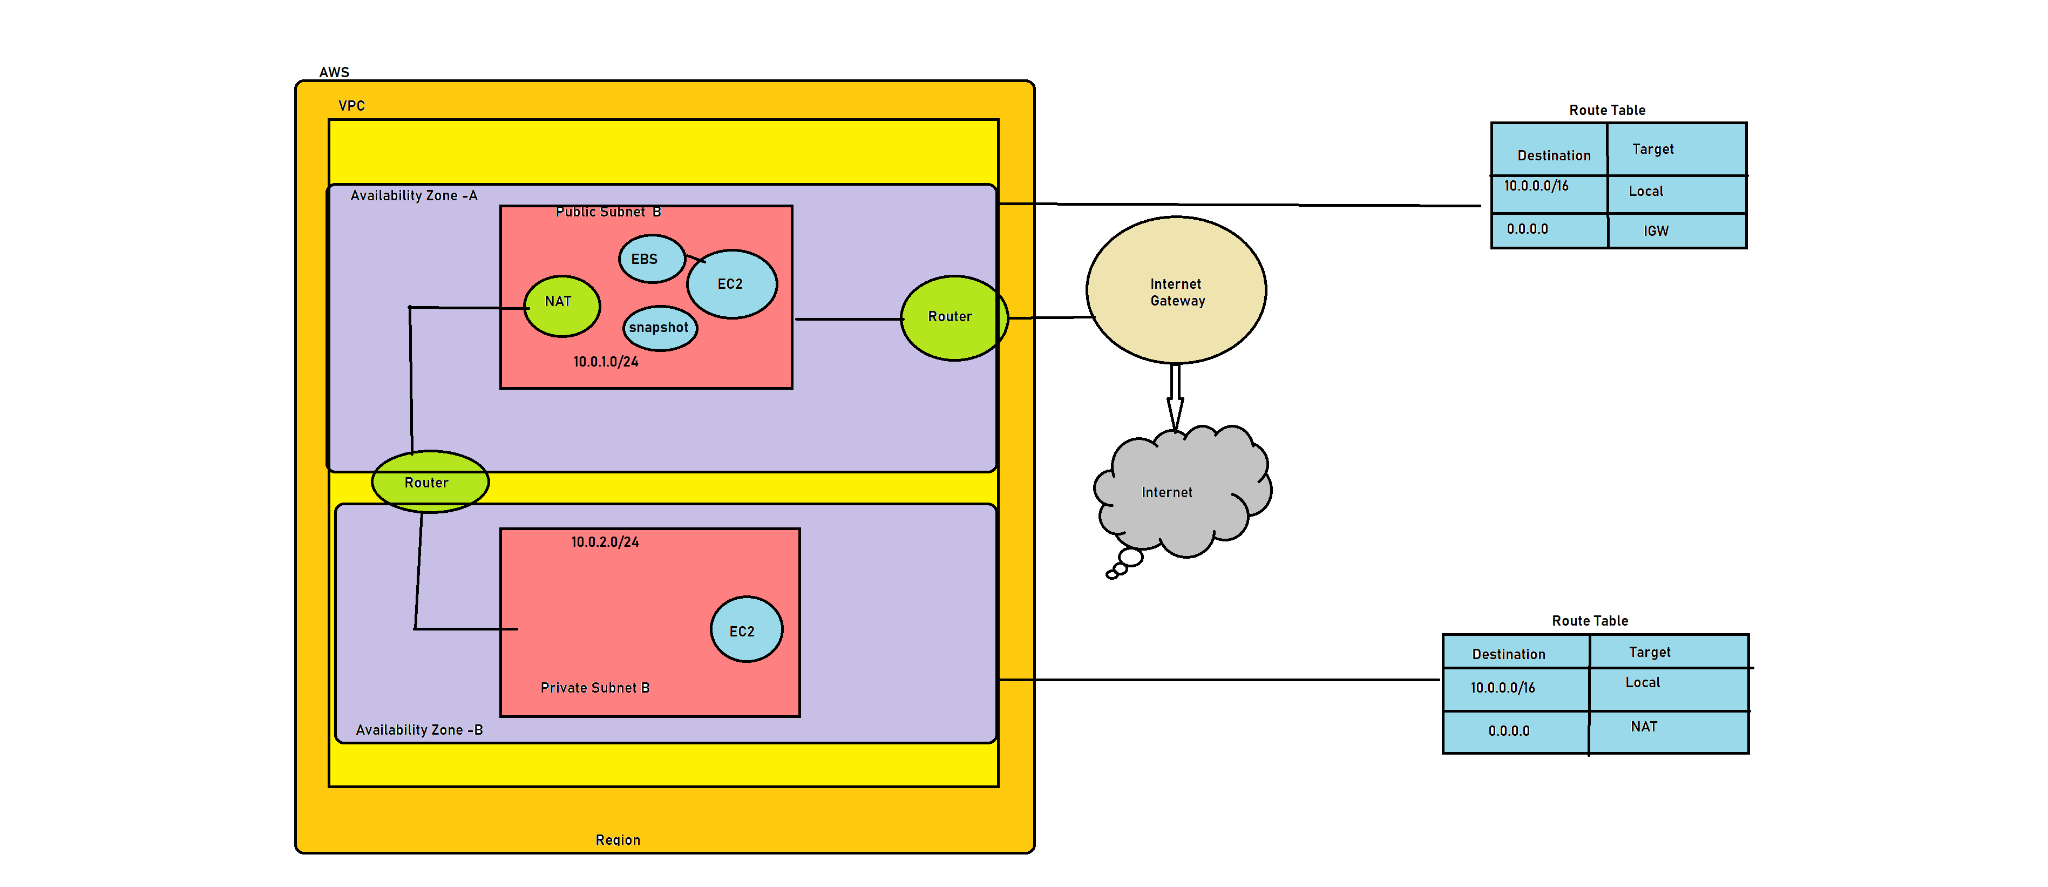 AWS
VPC
Availability Zone -A
Public Subnet B
EBS
EC2
NAT
snapshot
10.0.1.0/24
Router
Internet
Gateway
Internet
Router
10.0.2.0/24
EC2
Private Subnet B
Availability Zone -B
Region
Route Table
Destination Target
10.0.0.0/16 Local
0.0.0.0 IGW
Route Table
Destination Target
10.0.0.0/16 Local
0.0.0.0 NAT